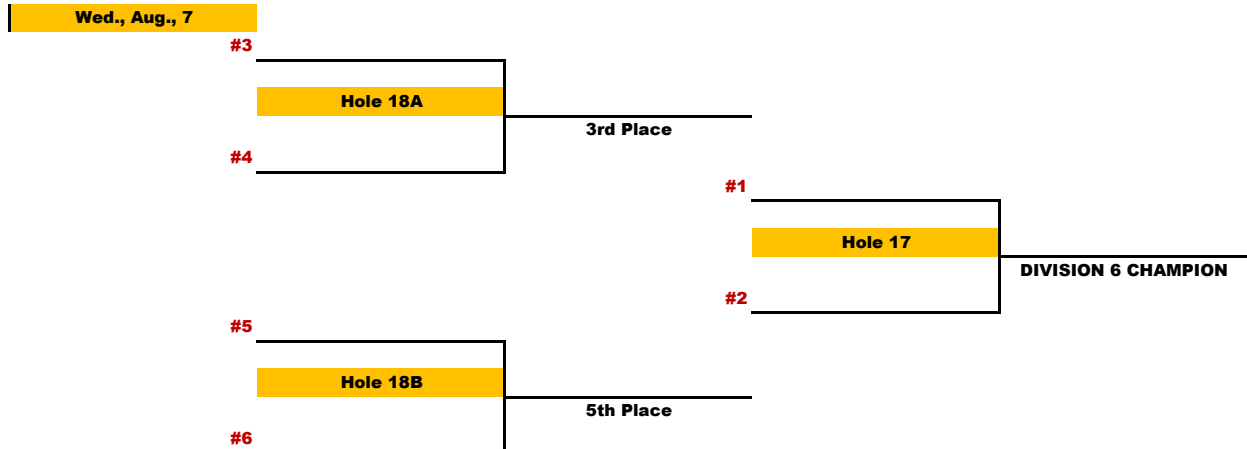 Wed., Aug., 7
#3
Hole 18A
3rd Place
#4
#1
Hole 17
DIVISION 6 CHAMPION
#2
#5
Hole 18B
5th Place
#6